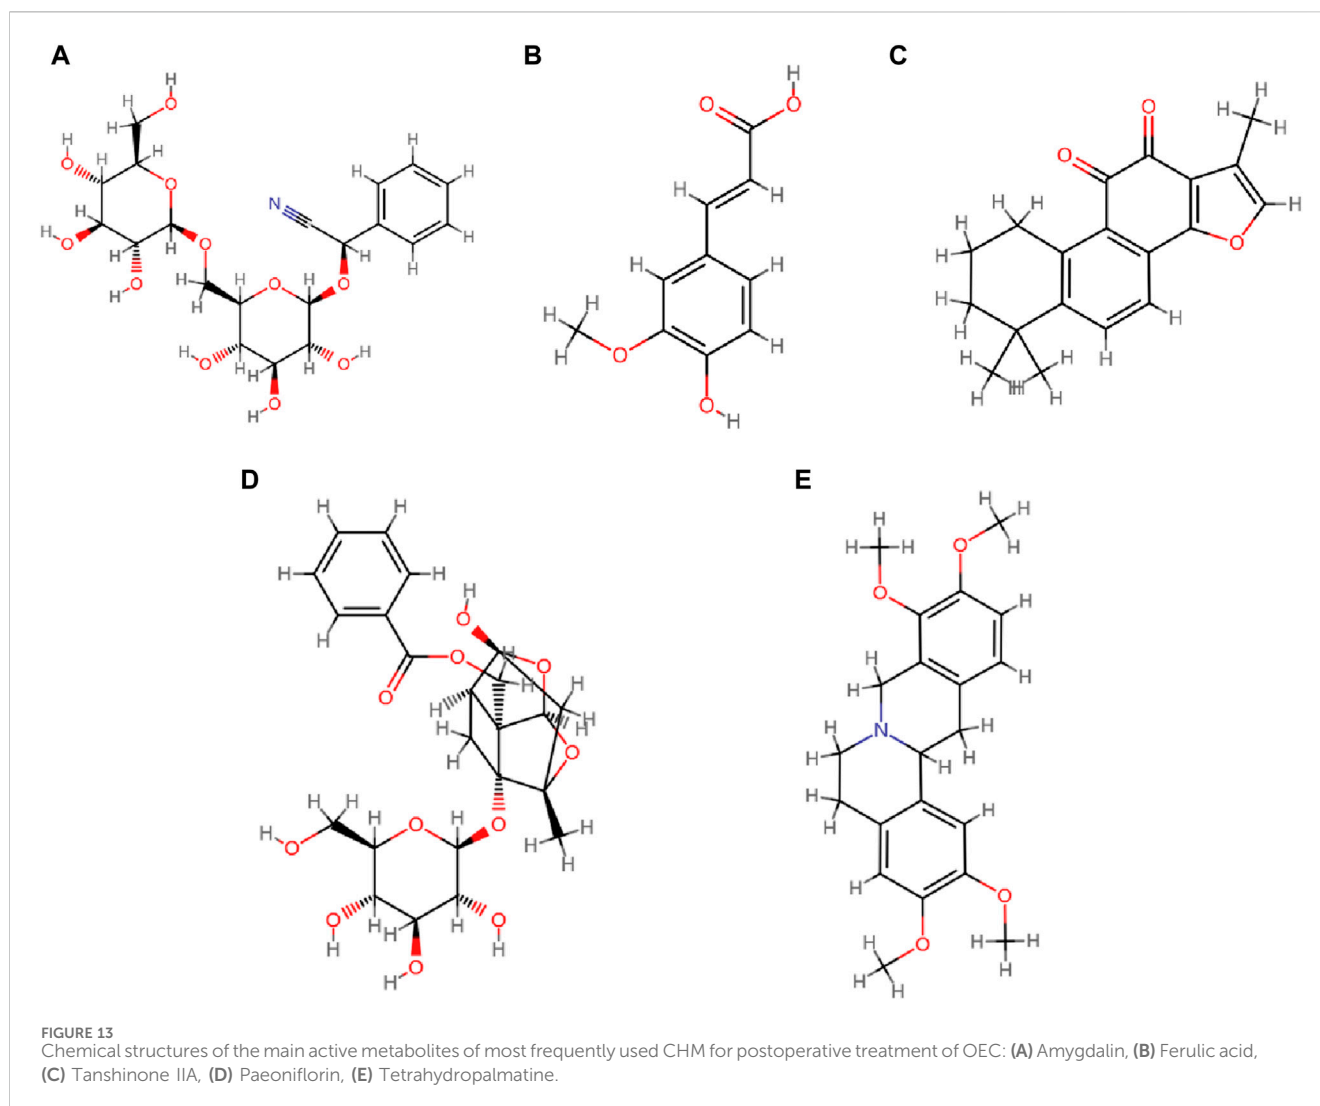 A
B
C
D
E
FIGURE 13
Chemical structures of the main active metabolites of most frequently used CHM for postoperative treatment of OEC: (A) Amygdalin, (B) Ferulic acid,
(C) Tanshinone IIA, (D) Paeoniflorin, (E) Tetrahydropalmatine.